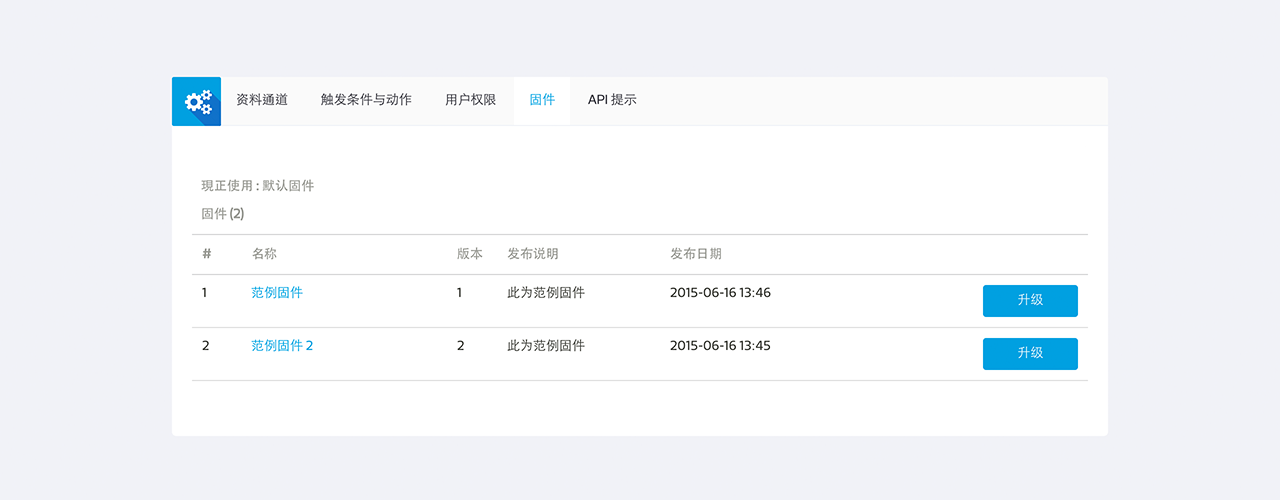 资料通道 触发条件与动作 用户权限 固件 API 提示
現正使用 : 默认固件
固件 (2)
# 名称 版本 发布说明 发布日期
1 范例固件 1 此为范例固件 2015-06-16 13:46 升级
2 范例固件 2 2 此为范例固件 2015-06-16 13:45 升级